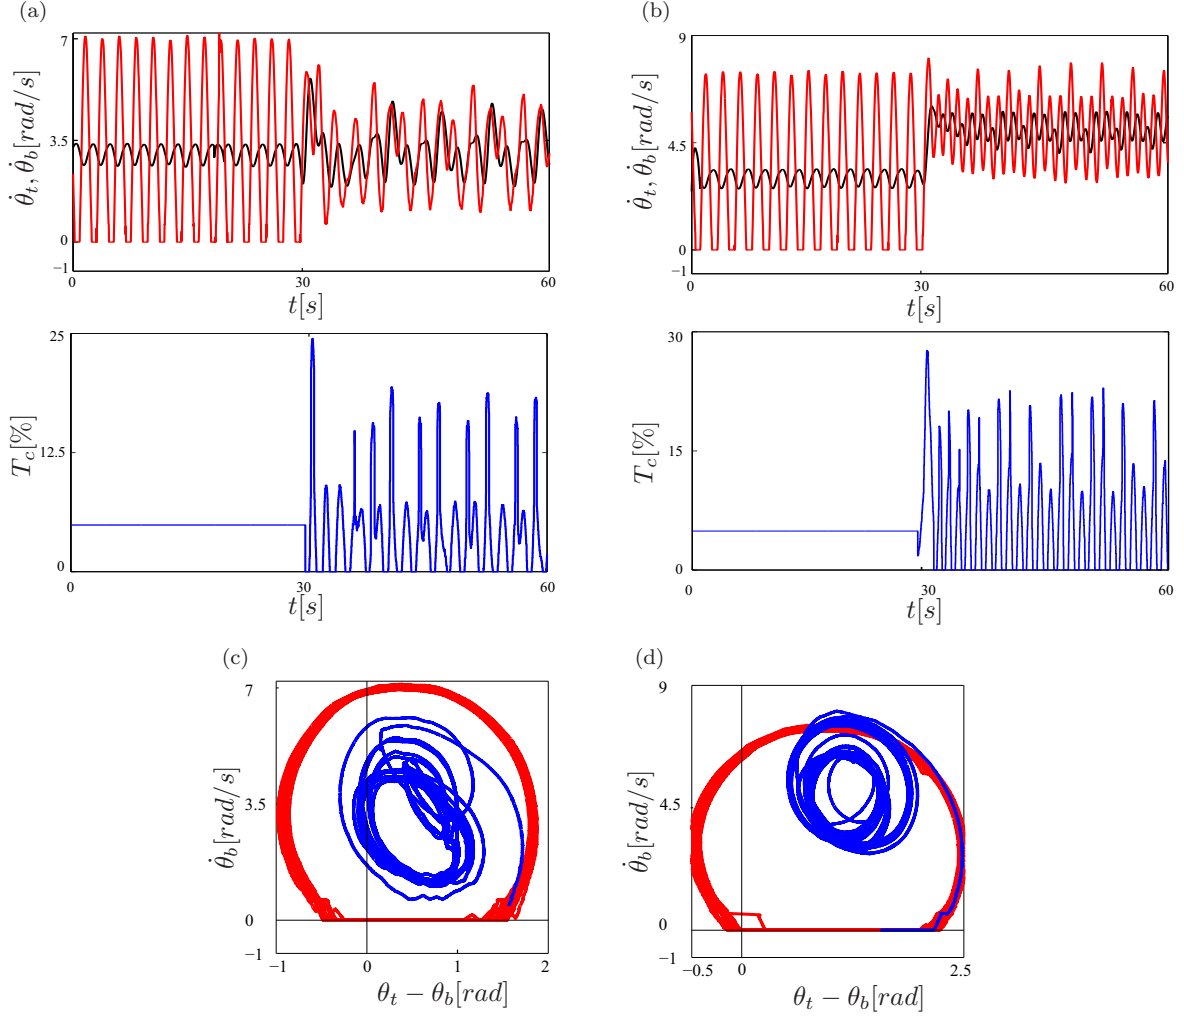 (a)
7
3.5
0
−1
θ̇_t, θ̇_b[rad/s]
0
30
60
t[s]
25
12.5
0
T_c[%]
0
30
60
t[s]
(b)
9
4.5
0
−1
θ̇_t, θ̇_b[rad/s]
0
30
60
t[s]
30
15
0
T_c[%]
0
30
60
t[s]
(c)
7
3.5
0
−1
θ̇_b[rad/s]
−1
0
1
2
θ_t − θ_b[rad]
(d)
9
4.5
0
−1
θ̇_b[rad/s]
−0.5
0
2.5
θ_t − θ_b[rad]